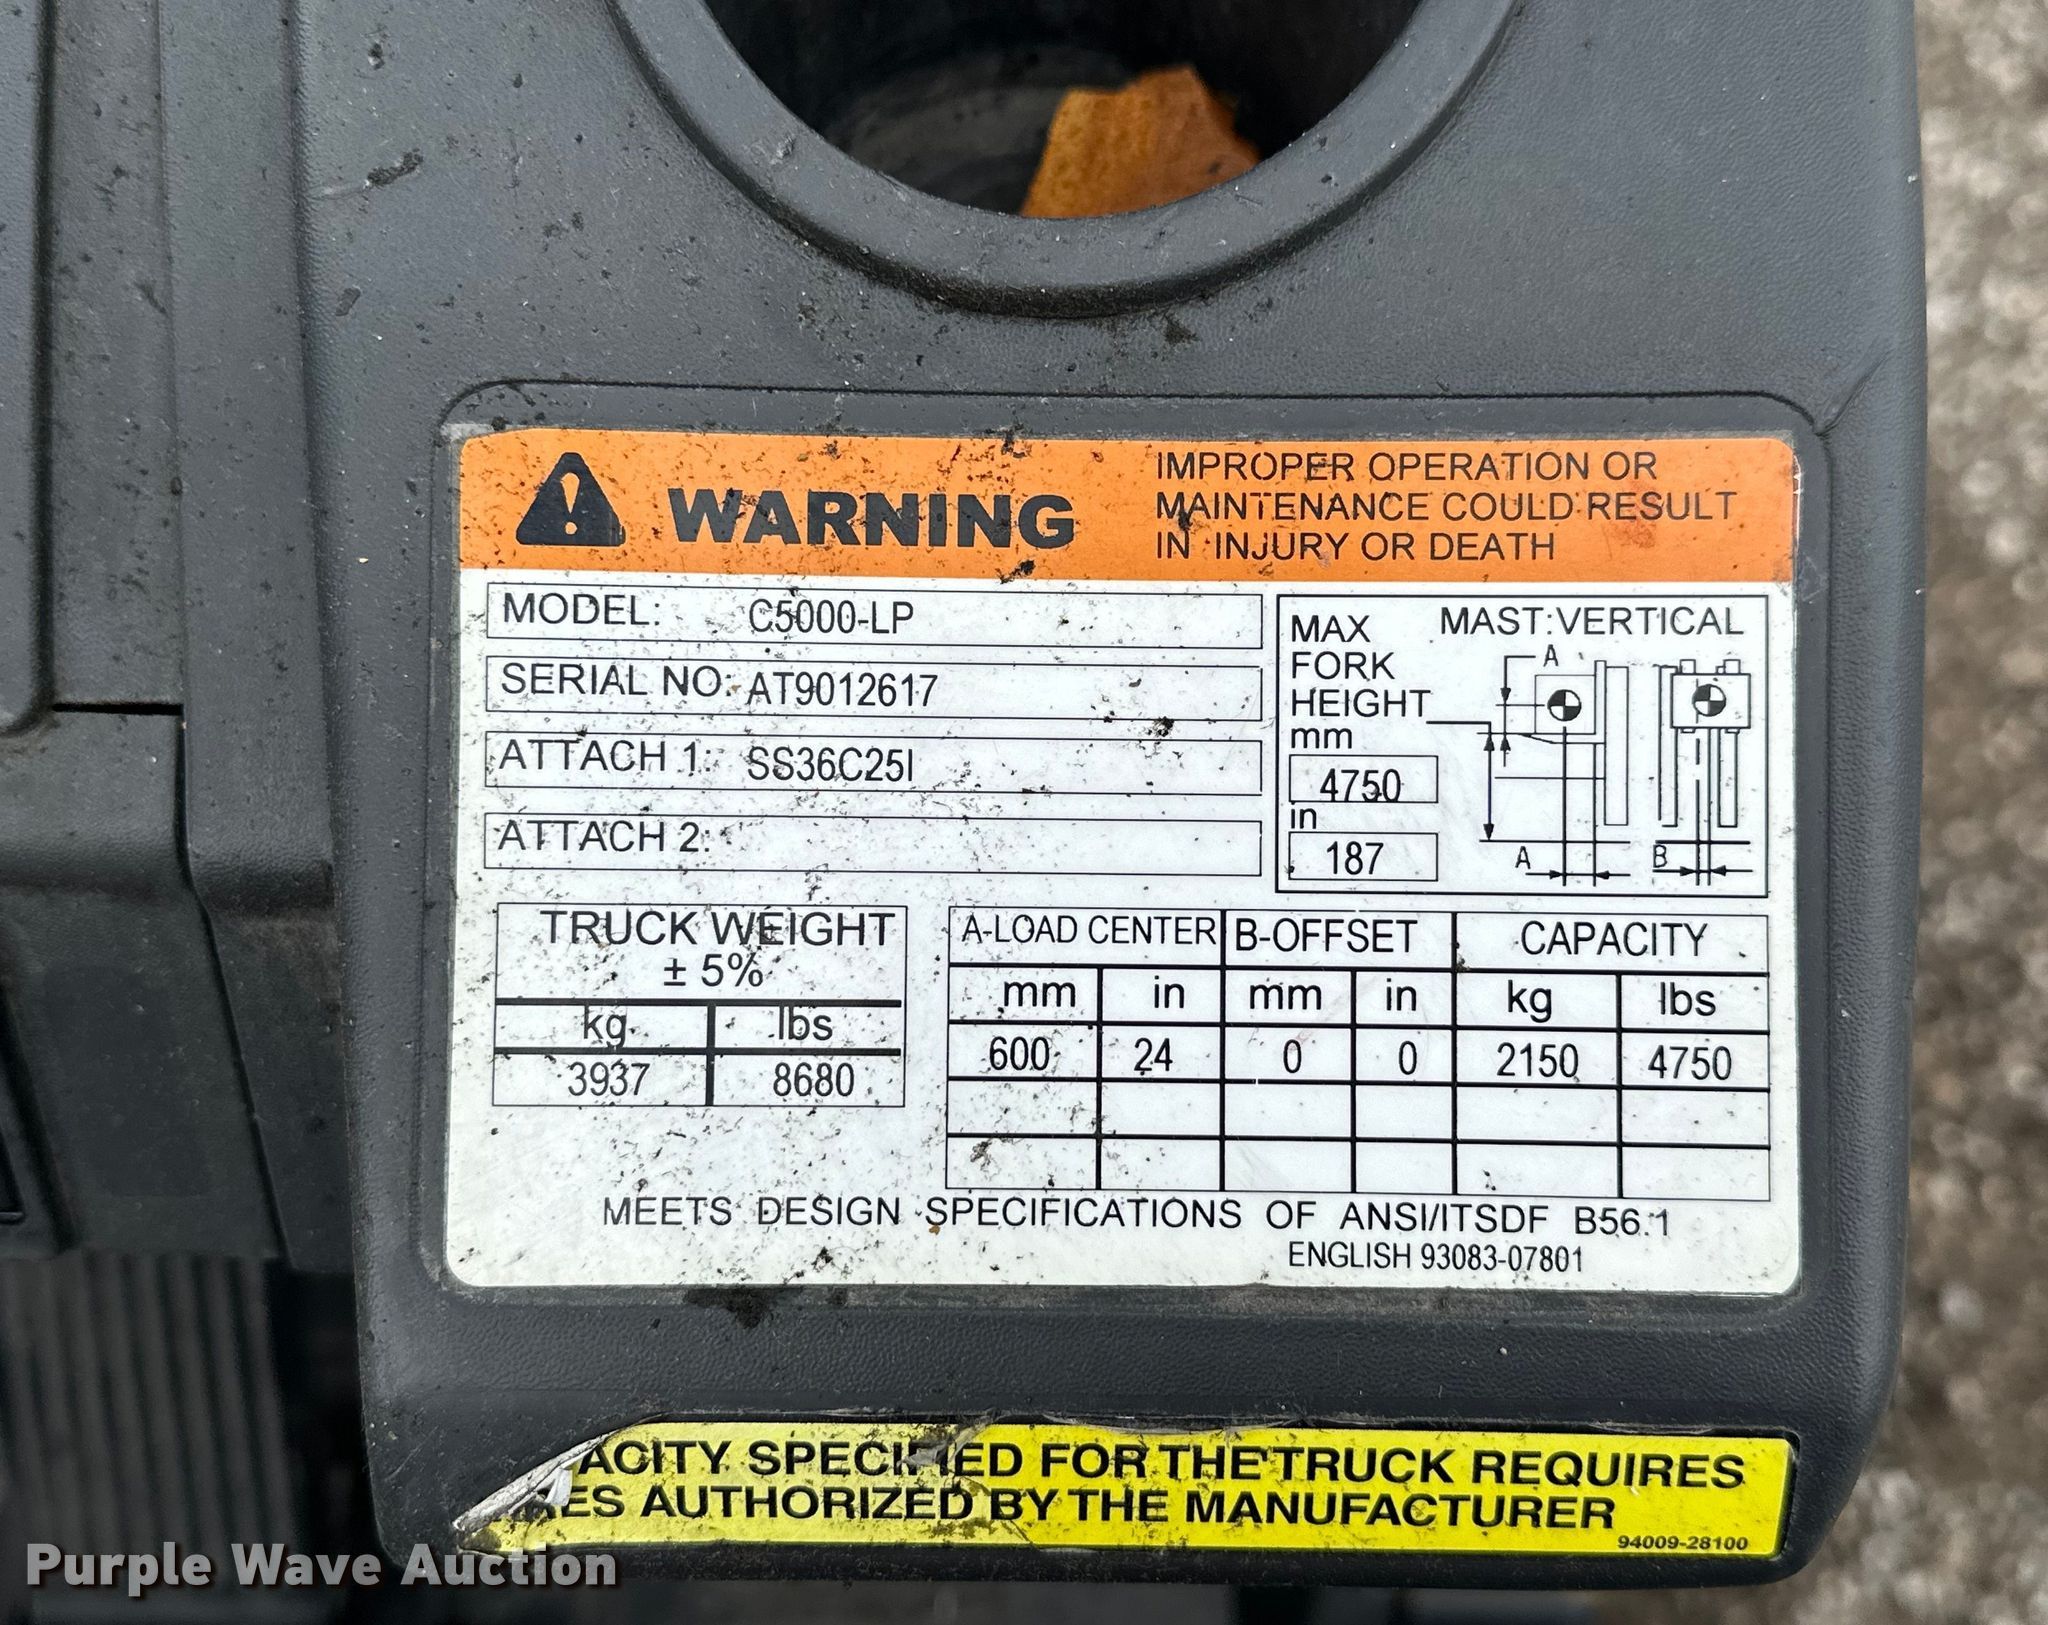 WARNING
IMPROPER OPERATION OR
MAINTENANCE COULD RESULT
IN INJURY OR DEATH
MODEL: C5000-LP
SERIAL NO: AT9012617
ATTACH 1: SS36C25I
ATTACH 2:
MAX MAST:VERTICAL
FORK
HEIGHT
mm
4750
in
187
A
A B
TRUCK WEIGHT
± 5%
kg lbs
3937 8680
A-LOAD CENTER B-OFFSET CAPACITY
mm in mm in kg lbs
600 24 0 0 2150 4750
MEETS DESIGN SPECIFICATIONS OF ANSI/ITSDF B56.1
ENGLISH 93083-07801
ACITY SPECIFIED FOR THE TRUCK REQUIRES
RES AUTHORIZED BY THE MANUFACTURER
94009-28100
Purple Wave Auction